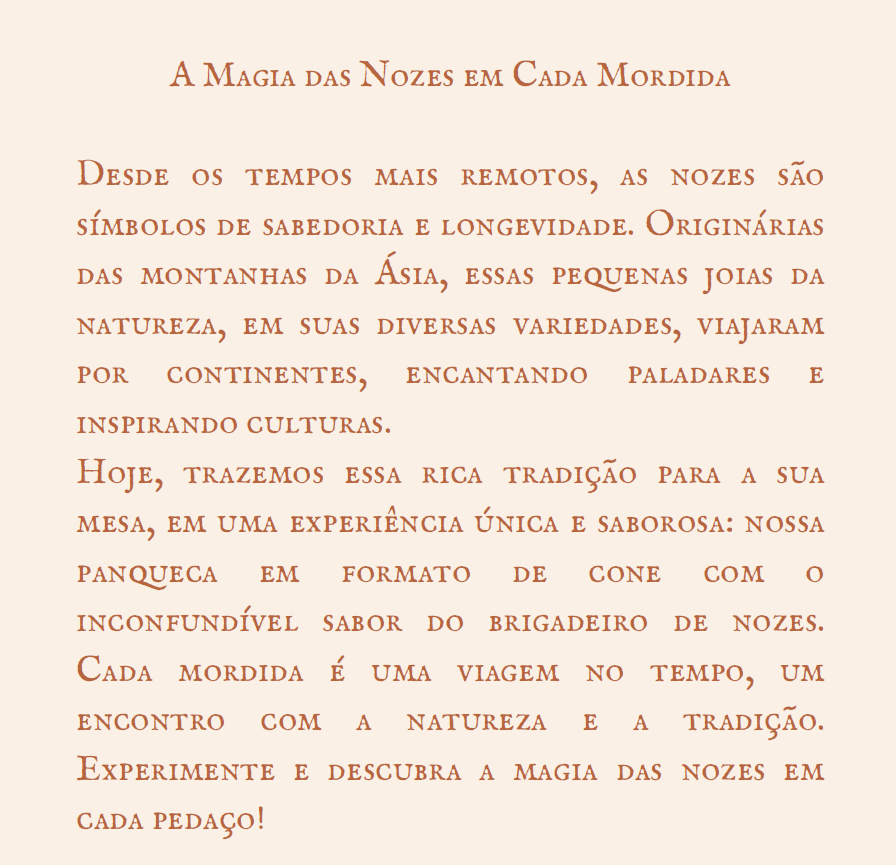 A Magia das Nozes em Cada Mordida
Desde os tempos mais remotos, as nozes são
símbolos de sabedoria e longevidade. Originárias
das montanhas da Ásia, essas pequenas joias da
natureza, em suas diversas variedades, viajaram
por continentes, encantando paladares e
inspirando culturas.
Hoje, trazemos essa rica tradição para a sua
mesa, em uma experiência única e saborosa: nossa
panqueca em formato de cone com o
inconfundível sabor do brigadeiro de nozes.
Cada mordida é uma viagem no tempo, um
encontro com a natureza e a tradição.
Experimente e descubra a magia das nozes em
cada pedaço!